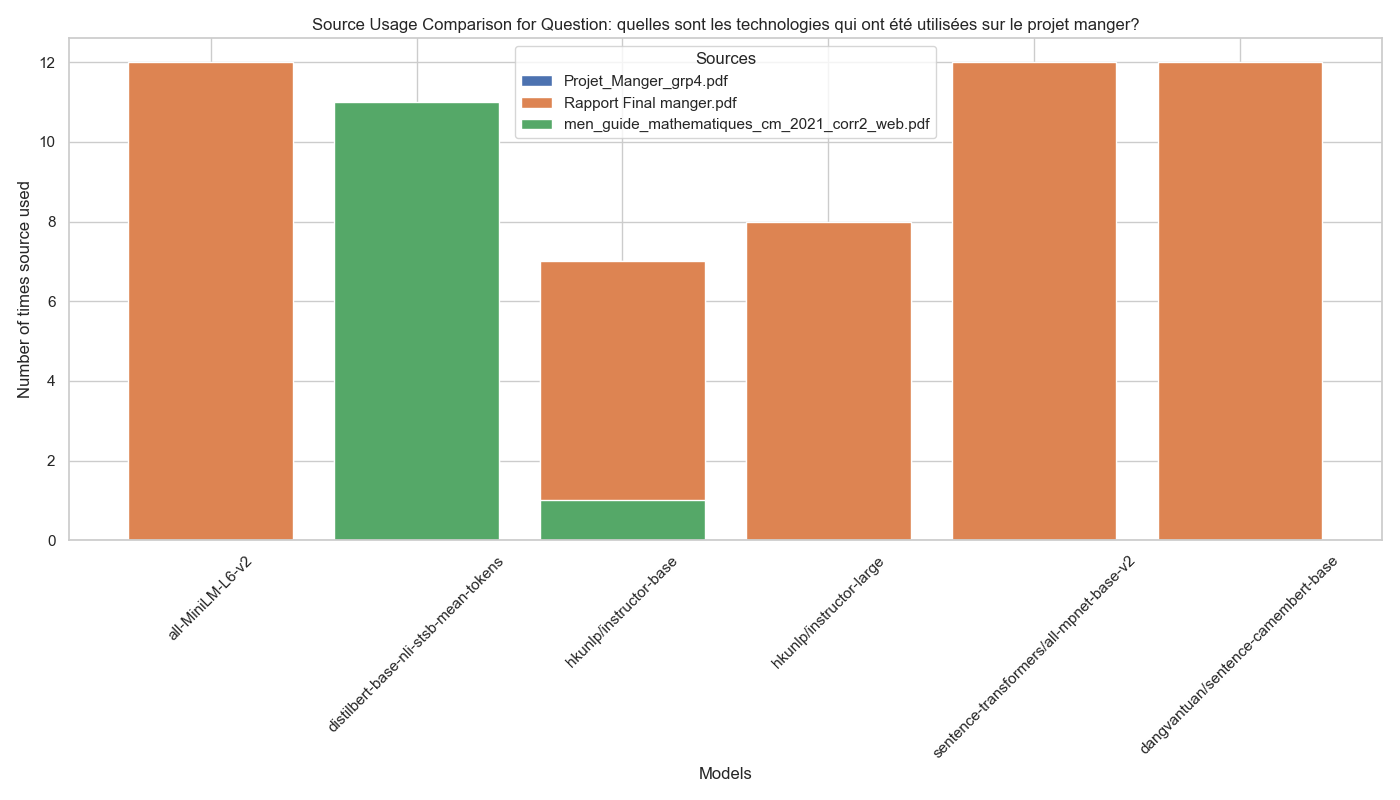 Source Usage Comparison for Question: quelles sont les technologies qui ont été utilisées sur le projet manger?
Sources
Projet_Manger_grp4.pdf
Rapport Final manger.pdf
men_guide_mathematiques_cm_2021_corr2_web.pdf
Number of times source used
12
10
8
6
4
2
0
all-MiniLM-L6-v2
distilbert-base-nli-stsb-mean-tokens
hkunlp/instructor-base
hkunlp/instructor-large
sentence-transformers/all-mpnet-base-v2
dangvantuan/sentence-camembert-base
Models